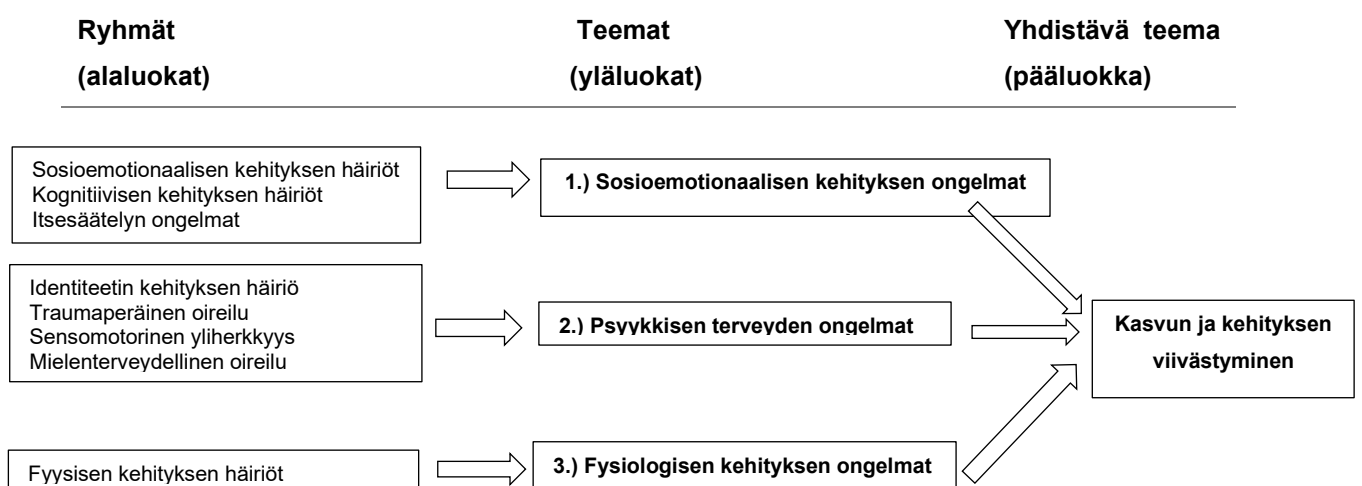 Ryhmät
(alaluokat)
Teemat
(yläluokat)
Yhdistävä teema
(pääluokka)
Sosioemotionaalisen kehityksen häiriöt
Kognitiivisen kehityksen häiriöt
Itsesäätelyn ongelmat
1.) Sosioemotionaalisen kehityksen ongelmat
Identiteetin kehityksen häiriö
Traumaperäinen oireilu
Sensomotorinen yliherkkyys
Mielenterveydellinen oireilu
2.) Psyykkisen terveyden ongelmat
Kasvun ja kehityksen
viivästyminen
Fyysisen kehityksen häiriöt
3.) Fysiologisen kehityksen ongelmat